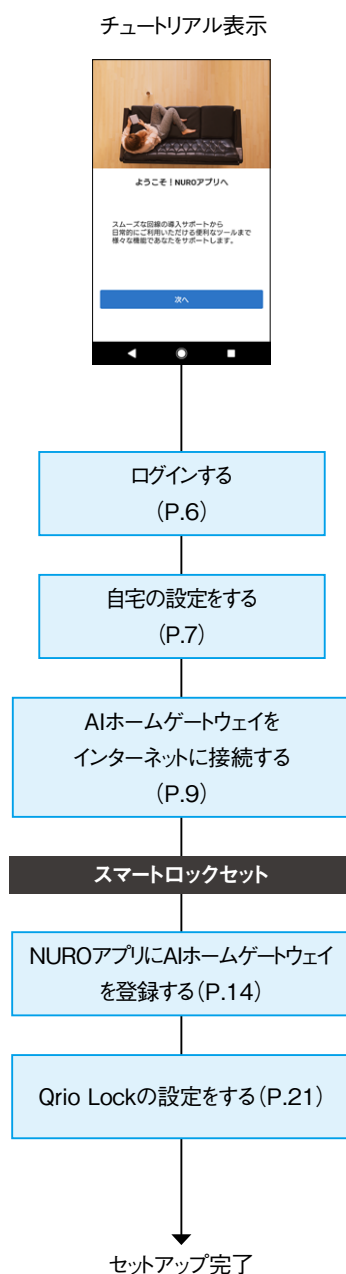 チュートリアル表示
ようこそ！NUROアプリへ
スムーズな回線の導入サポートから
日常的にご利用いただける便利なツールまで
様々な機能であなたをサポートします。
次へ
ログインする
（P.6）
自宅の設定をする
（P.7）
AIホームゲートウェイを
インターネットに接続する
（P.9）
スマートロックセット
NUROアプリにAIホームゲートウェイ
を登録する（P.14）
Qrio Lockの設定をする（P.21）
セットアップ完了